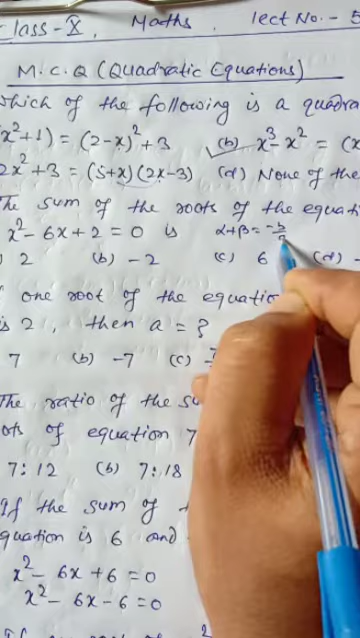 class-X, Maths, lect No.- 5
M.C.Q (Quadratic Equations)
which of the following is a
x²+1) = (2-x)²+3 (b) x³-x² = (x
2x²+3 = (5+x)(2x-3) (d) None of the
The sum of the roots of the
x²-6x+2=0 is α+β = -b/a
2 (b) -2 (c) 6 (d) -
one root of the
is 2, then a = ?
7 (b) -7 (c)
The ratio of the
of equation 7
7:12 (b) 7:18
If the sum of
equation is 6 and
x²-6x+6=0
x²-6x-6=0